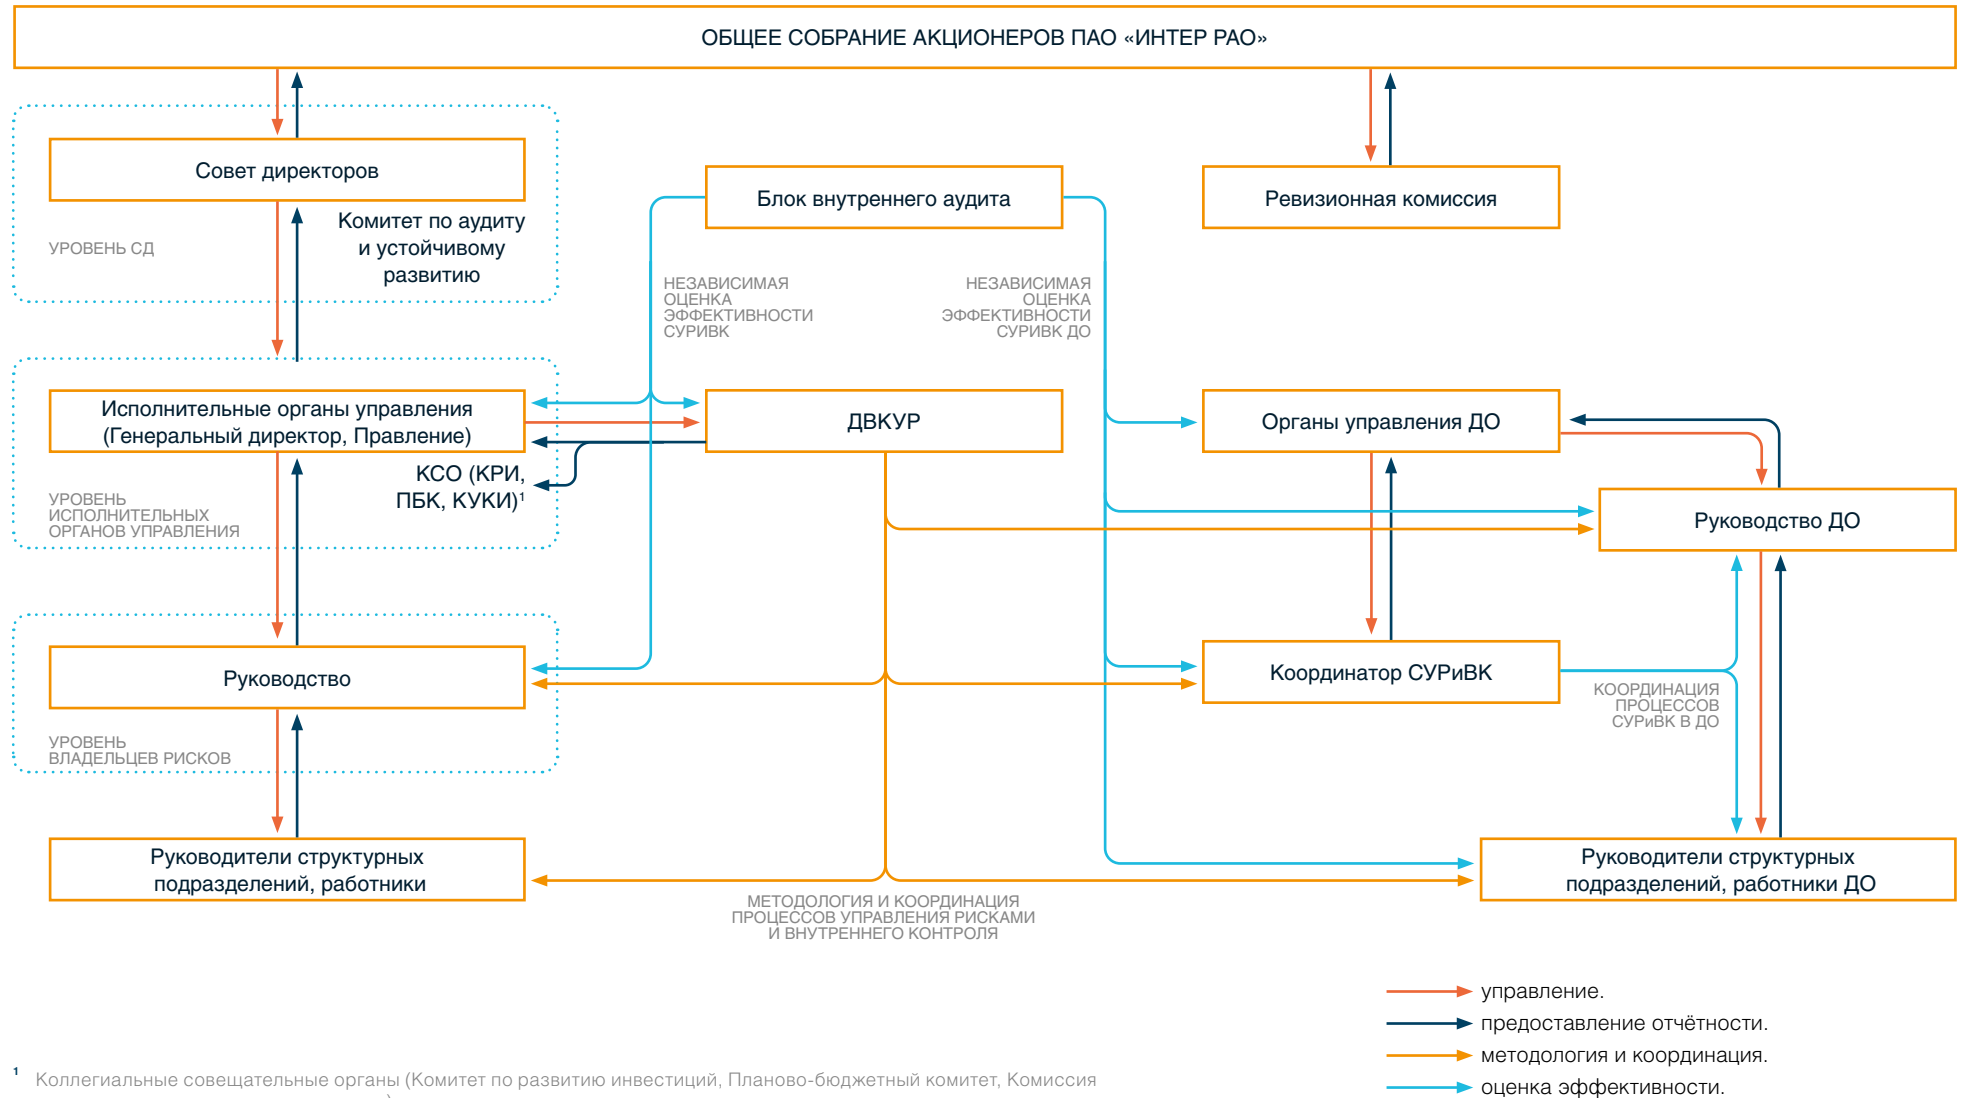 ОБЩЕЕ СОБРАНИЕ АКЦИОНЕРОВ ПАО «ИНТЕР РАО»
Совет директоров
Комитет по аудиту
и устойчивому
развитию
УРОВЕНЬ СД
Блок внутреннего аудита
Ревизионная комиссия
НЕЗАВИСИМАЯ
ОЦЕНКА
ЭФФЕКТИВНОСТИ
СУРИВК
НЕЗАВИСИМАЯ
ОЦЕНКА
ЭФФЕКТИВНОСТИ
СУРИВК ДО
Исполнительные органы управления
(Генеральный директор, Правление)
КСО (КРИ,
ПБК, КУКИ)¹
УРОВЕНЬ
ИСПОЛНИТЕЛЬНЫХ
ОРГАНОВ УПРАВЛЕНИЯ
ДВКУР
Органы управления ДО
Руководство ДО
Руководство
УРОВЕНЬ
ВЛАДЕЛЬЦЕВ РИСКОВ
Координатор СУРиВК
КООРДИНАЦИЯ
ПРОЦЕССОВ
СУРиВК В ДО
Руководители структурных
подразделений, работники
МЕТОДОЛОГИЯ И КООРДИНАЦИЯ
ПРОЦЕССОВ УПРАВЛЕНИЯ РИСКАМИ
И ВНУТРЕННЕГО КОНТРОЛЯ
Руководители структурных
подразделений, работники ДО
управление.
предоставление отчётности.
методология и координация.
оценка эффективности.
¹ Коллегиальные совещательные органы (Комитет по развитию инвестиций, Планово-бюджетный комитет, Комиссия